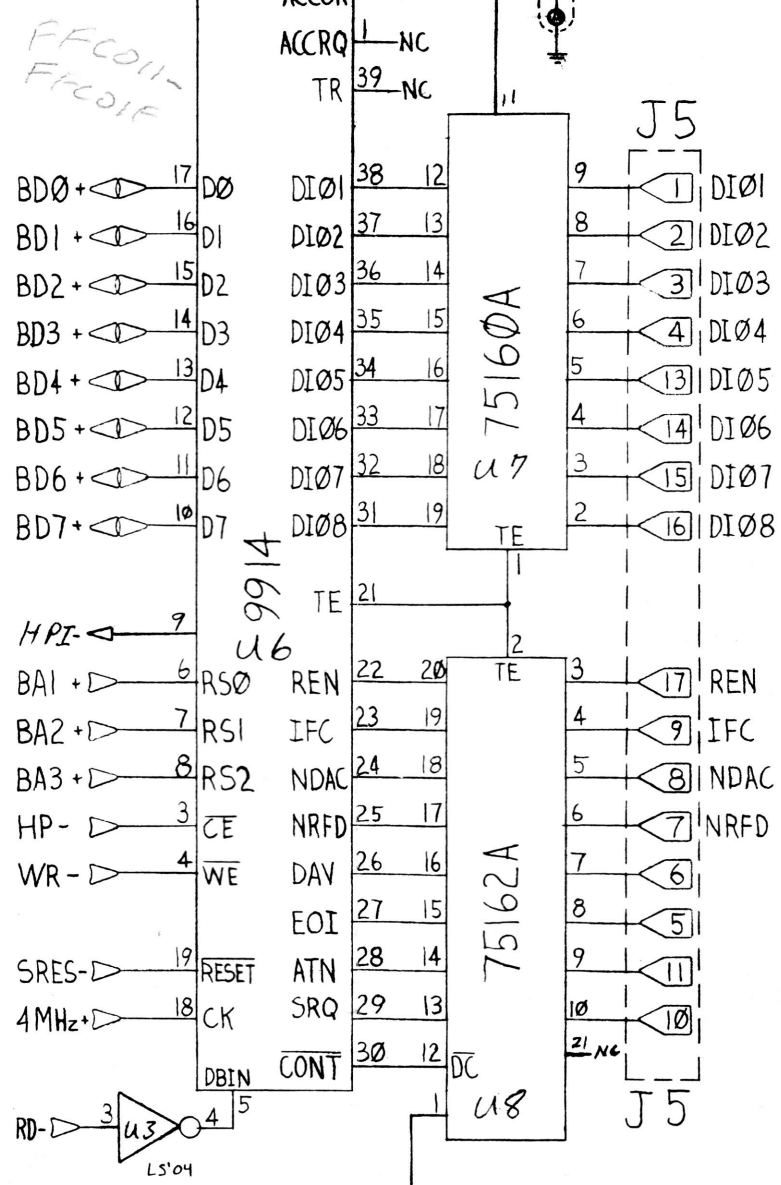 ACCRQ 1 NC
FFC011-
FFC01F
TR 39 NC
11
J5
BDØ + 17 DØ DIO1 38 12 9 1 DIO1
BD1 + 16 D1 DIO2 37 13 8 2 DIO2
BD2 + 15 D2 DIO3 36 14 7 3 DIO3
BD3 + 14 D3 DIO4 35 15 6 4 DIO4
BD4 + 13 D4 DIO5 34 16 5 13 DIO5
BD5 + 12 D5 DIO6 33 17 4 14 DIO6
BD6 + 11 D6 DIO7 32 18 3 15 DIO7
BD7 + 10 D7 DIO8 31 19 2 16 DIO8
75160A
U7
TE
1
9914
U6
TE 21
HPI- 9
2
TE
BA1 + 6 RSØ REN 22 20 3 17 REN
BA2 + 7 RS1 IFC 23 19 4 9 IFC
BA3 + 8 RS2 NDAC 24 18 5 8 NDAC
HP- 3 CE NRFD 25 17 6 7 NRFD
WR- 4 WE DAV 26 16 7 6
EOI 27 15 8 5
SRES- 19 RESET ATN 28 14 9 11
4MHz+ 18 CK SRQ 29 13 10 10
75162A
21 NC
CONT 30 12 DC
DBIN
5
1
U8
J5
RD- 3 U3 4
LS'04